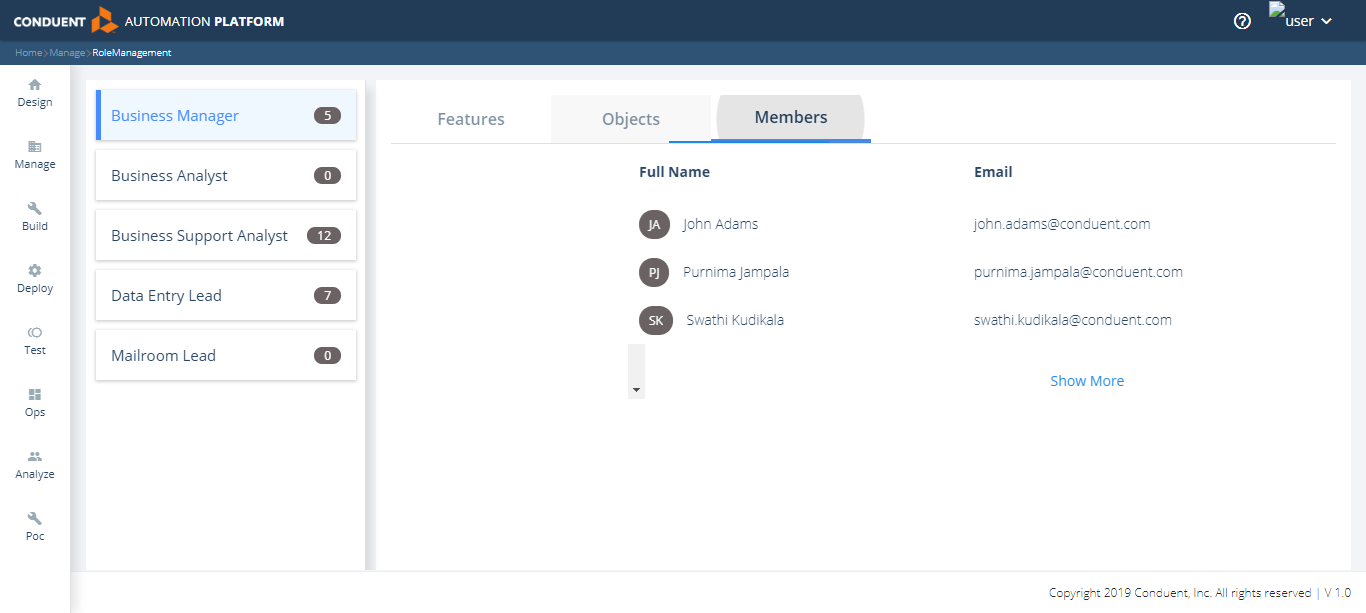 CONDUENT AUTOMATION PLATFORM
user
Home>Manage>RoleManagement
Design
Manage
Build
Deploy
Test
Ops
Analyze
Poc
Business Manager 5
Business Analyst 0
Business Support Analyst 12
Data Entry Lead 7
Mailroom Lead 0
Features Objects Members
Full Name Email
JA John Adams john.adams@conduent.com
PJ Purnima Jampala purnima.jampala@conduent.com
SK Swathi Kudikala swathi.kudikala@conduent.com
Show More
Copyright 2019 Conduent, Inc. All rights reserved | V 1.0